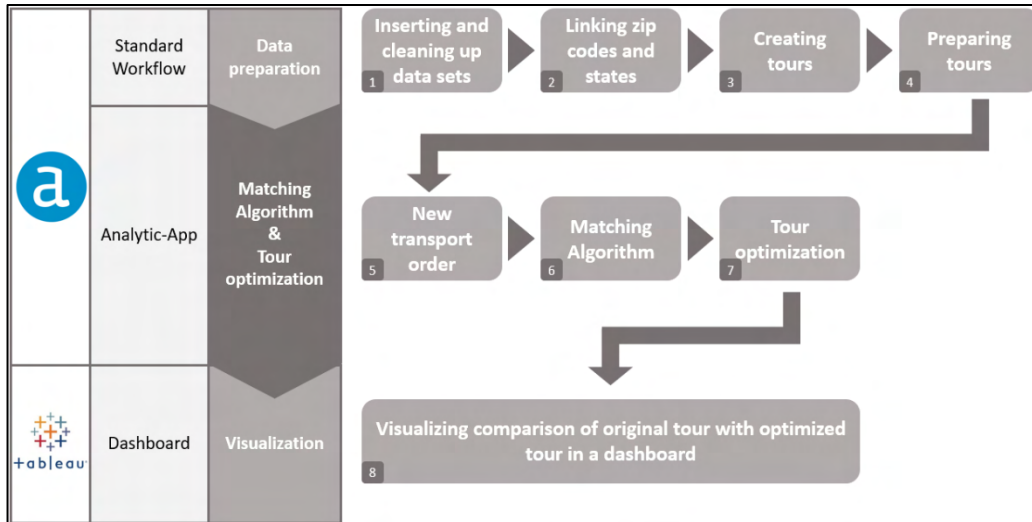 Standard
Workflow
Data
preparation
Inserting and
cleaning up
data sets
1
Linking zip
codes and
states
2
Creating
tours
3
Preparing
tours
4
a
Analytic-App
Matching
Algorithm
&
Tour
optimization
New
transport
order
5
Matching
Algorithm
6
Tour
optimization
7
+ableau
Dashboard
Visualization
Visualizing comparison of original tour with optimized
tour in a dashboard
8